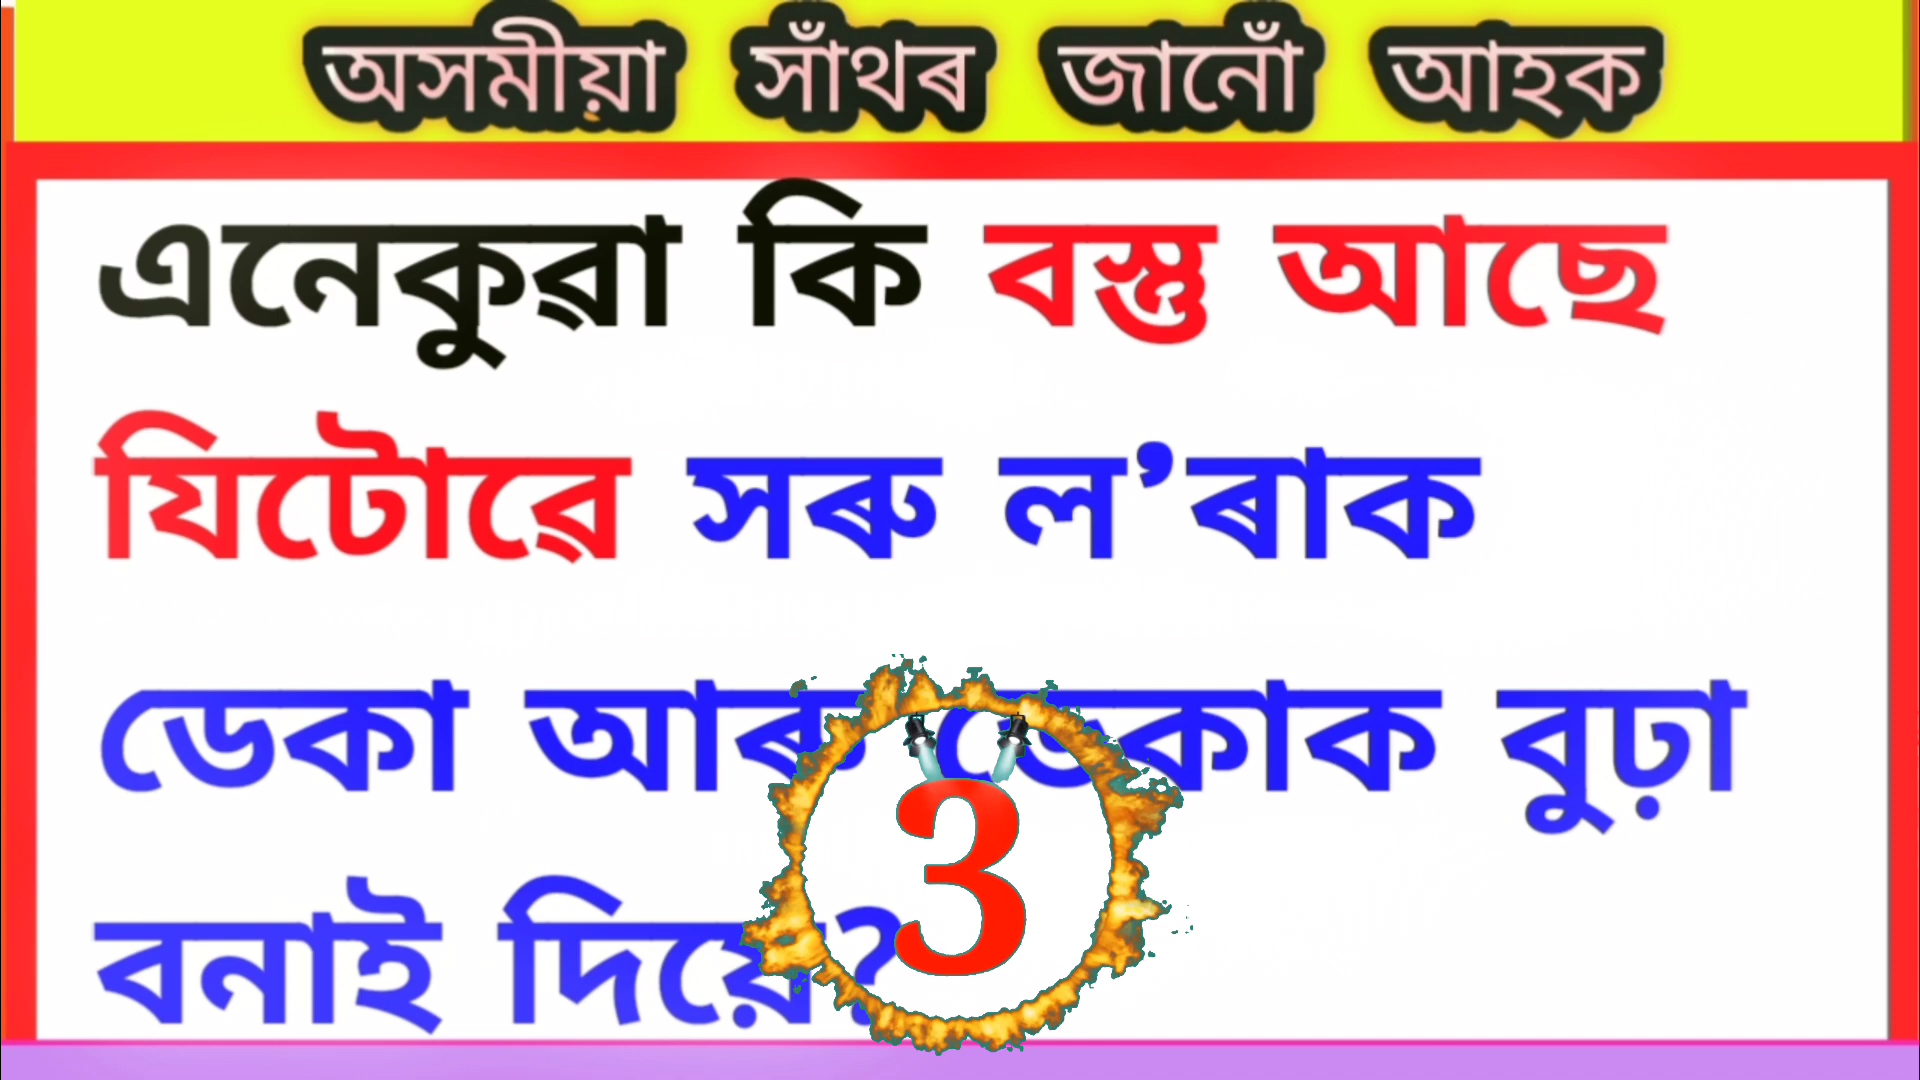 অসমীয়া সাঁথৰ জানোঁ আহক
এনেকুৱা কি বস্তু আছে
যিটোৱে সৰু ল’ৰাক
ডেকা আৰু ডেকাক বুঢ়া
বনাই দিয়ে?
3